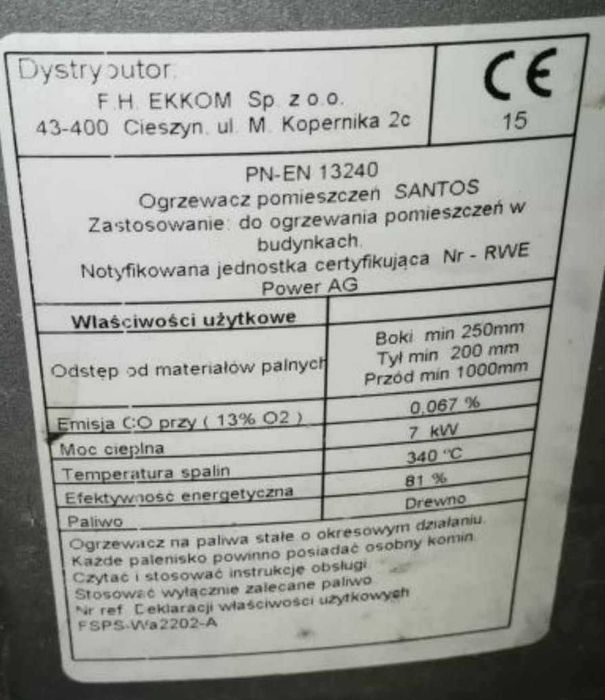 Dystrybutor:
F.H. EKKOM Sp. z o.o.
43-400 Cieszyn. ul. M. Kopernika 2c
CE
15
PN-EN 13240
Ogrzewacz pomieszczeń SANTOS
Zastosowanie: do ogrzewania pomieszczeń w
budynkach.
Notyfikowana jednostka certyfikująca Nr - RWE
Power AG
Właściwości użytkowe
Odstęp od materiałów palnych
Boki min 250mm
Tył min 200 mm
Przód min 1000mm
Emisja CO przy ( 13% O2 )
0,067 %
Moc cieplna
7 kW
Temperatura spalin
340 °C
Efektywność energetyczna
81 %
Paliwo
Drewno
Ogrzewacz na paliwa stałe o okresowym działaniu.
Każde palenisko powinno posiadać osobny komin.
Czytać i stosować instrukcję obsługi.
Stosować wyłącznie zalecane paliwo
Nr ref. Deklaracji właściwości użytkowych
FSPS-Wa2202-A